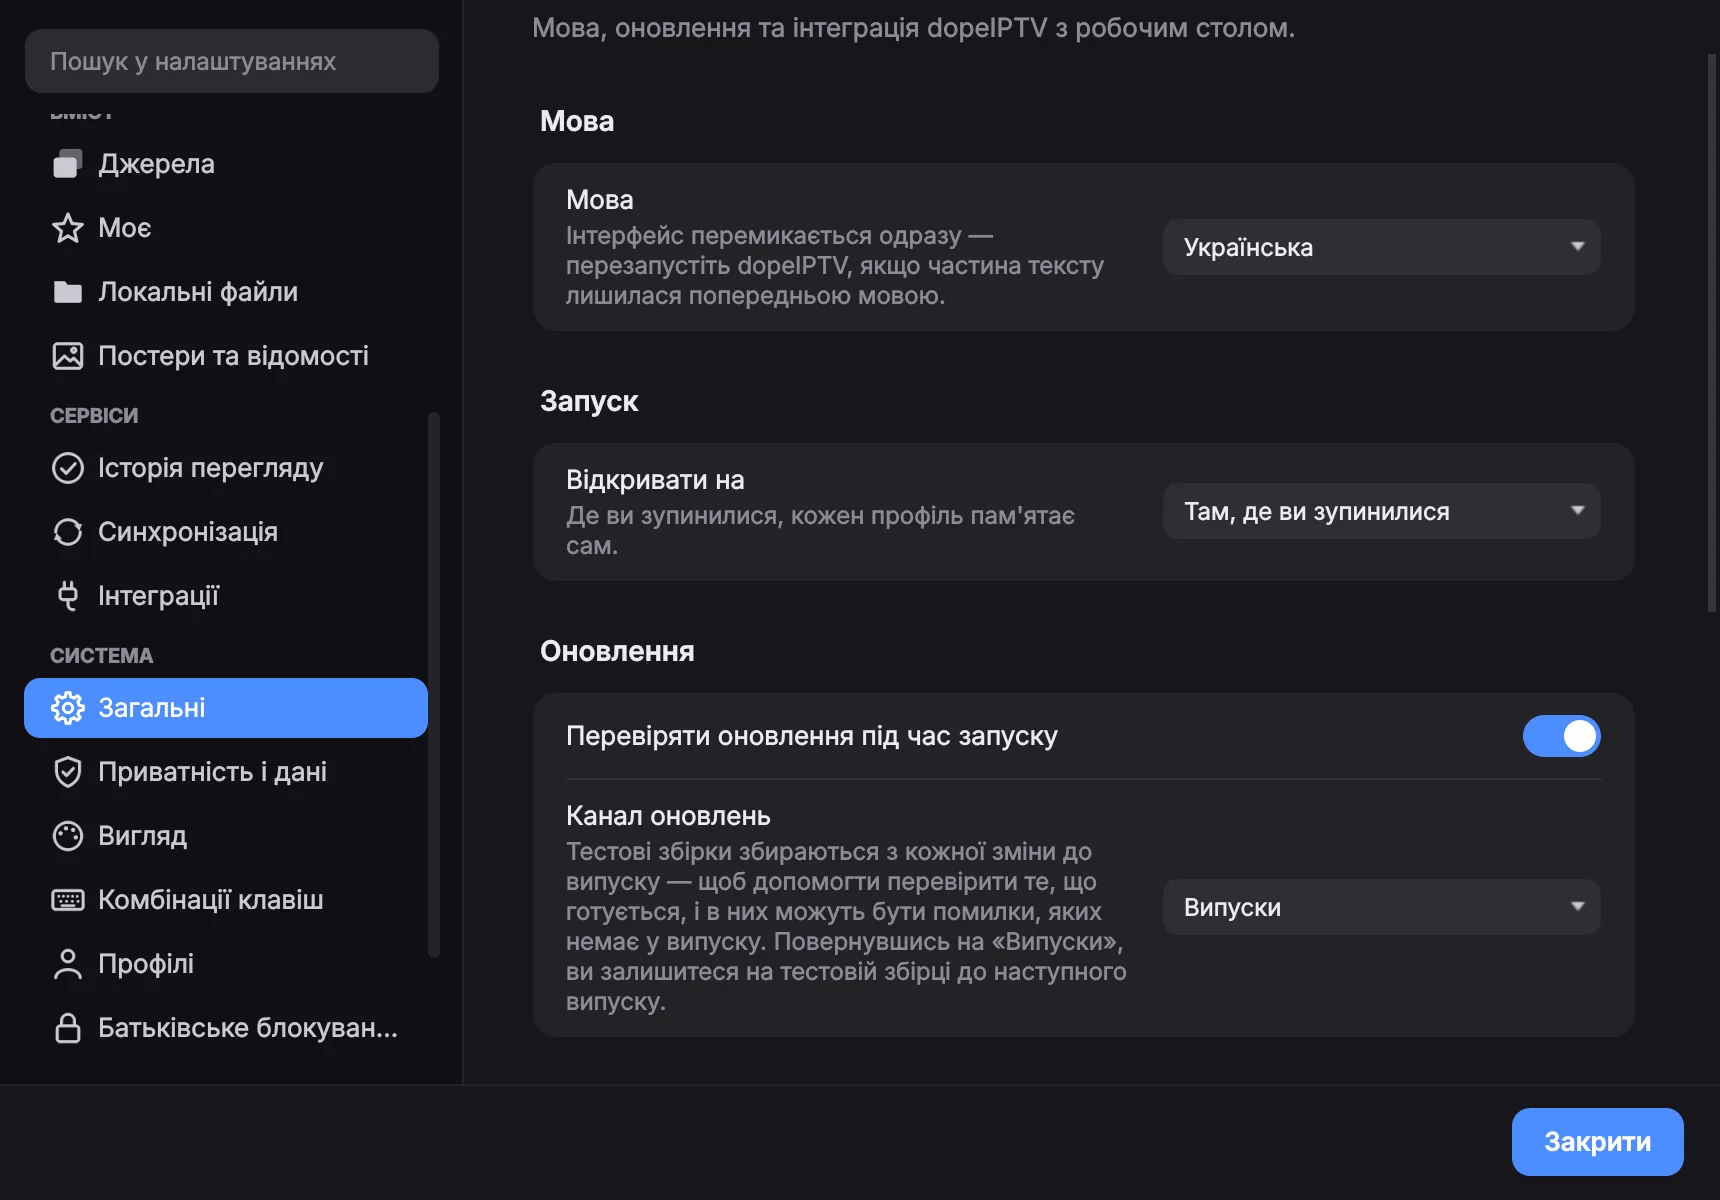 Пошук у налаштуваннях
Джерела
Моє
Локальні файли
Постери та відомості
СЕРВІСИ
Історія перегляду
Синхронізація
Інтеграції
СИСТЕМА
Загальні
Приватність і дані
Вигляд
Комбінації клавіш
Профілі
Батьківське блокуван...
Мова, оновлення та інтеграція dopeIPTV з робочим столом.
Мова
Мова
Інтерфейс перемикається одразу —
перезапустіть dopeIPTV, якщо частина тексту
лишилася попередньою мовою.
Українська
Запуск
Відкривати на
Де ви зупинилися, кожен профіль пам'ятає
сам.
Там, де ви зупинилися
Оновлення
Перевіряти оновлення під час запуску
Канал оновлень
Тестові збірки збираються з кожної зміни до
випуску — щоб допомогти перевірити те, що
готується, і в них можуть бути помилки, яких
немає у випуску. Повернувшись на «Випуски»,
ви залишитеся на тестовій збірці до наступного
випуску.
Випуски
Закрити